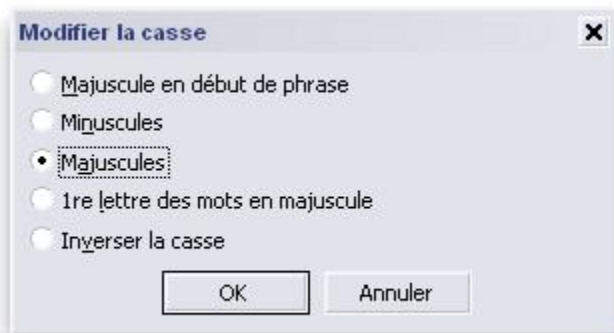 Modifier la casse
Majuscule en début de phrase
Minuscules
Majuscules
1re lettre des mots en majuscule
Inverser la casse
OK Annuler